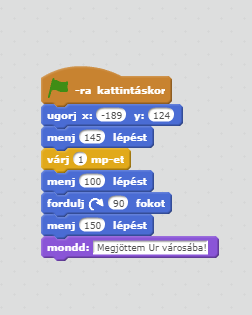 -ra kattintáskor
ugorj x: -189 y: 124
menj 145 lépést
várj 1 mp-et
menj 100 lépést
fordulj 90 fokot
menj 150 lépést
mondd: Megjöttem Ur városába!